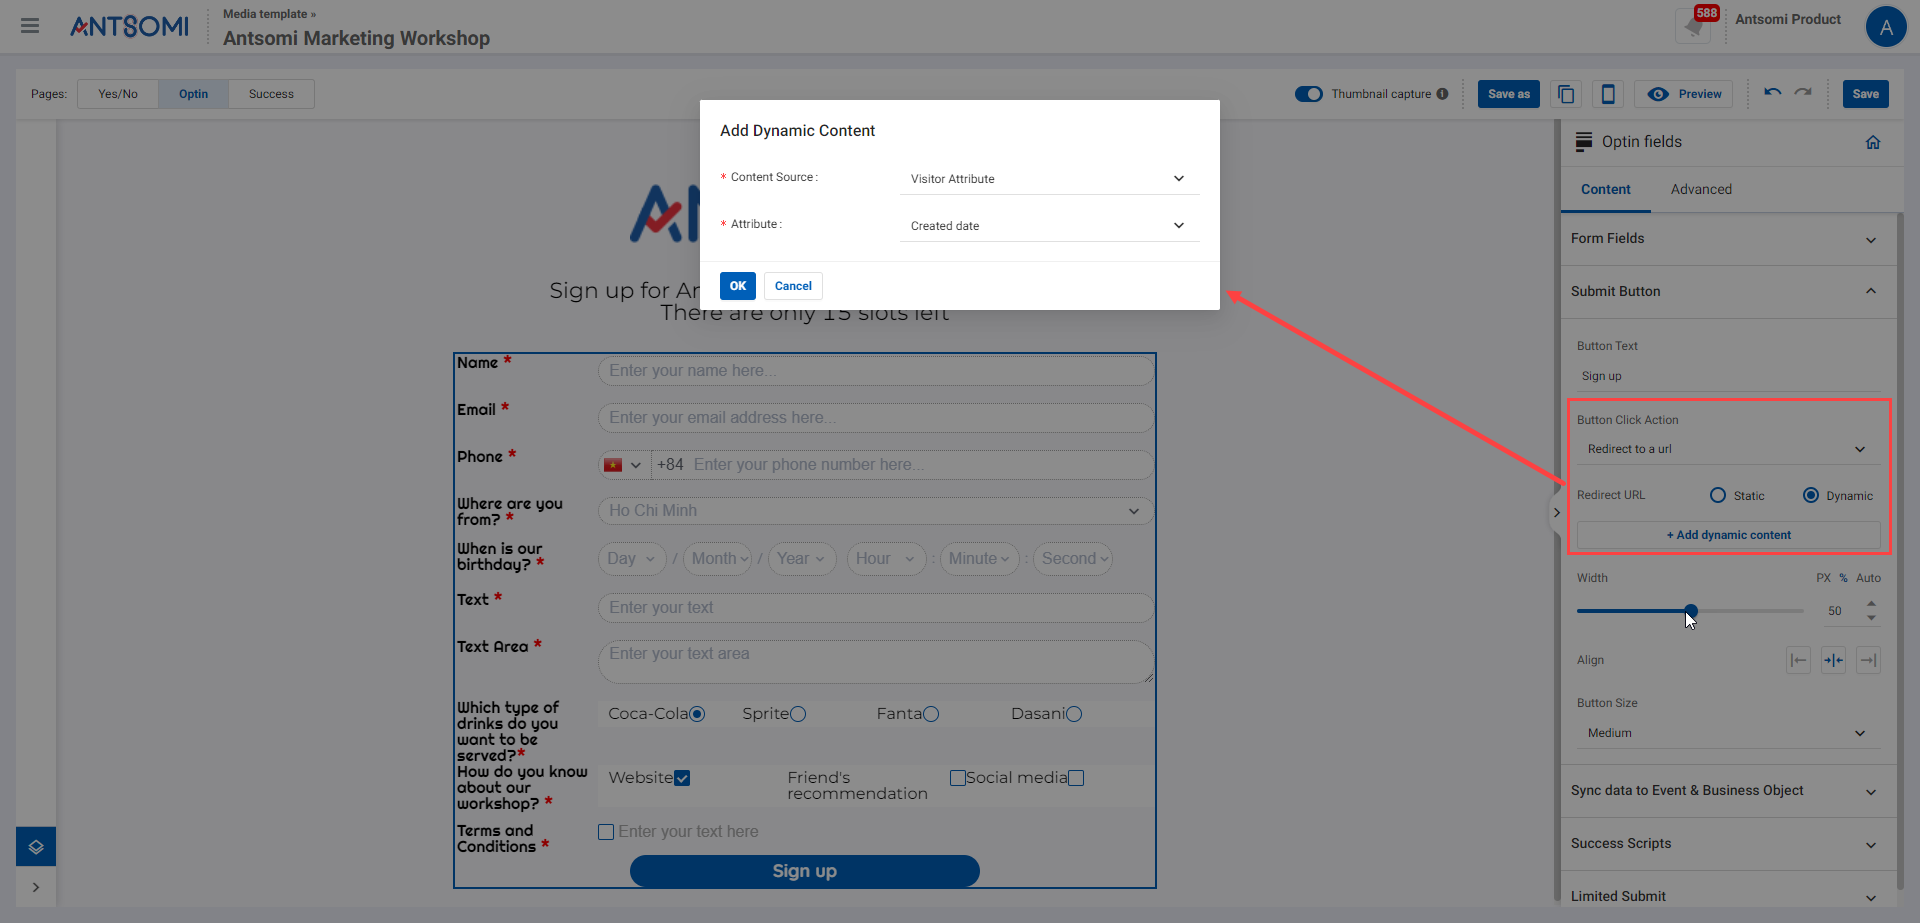 ANTSOMI
Media template »
Antsomi Marketing Workshop
588
Antsomi Product
A
Pages:
Yes/No
Optin
Success
Thumbnail capture
Save as
Preview
Save
Add Dynamic Content
* Content Source :
Visitor Attribute
* Attribute :
Created date
OK
Cancel
Sign up for
There are only 15 slots left
Name *
Enter your name here...
Email *
Enter your email address here...
Phone *
+84
Enter your phone number here...
Where are you
from? *
Ho Chi Minh
When is our
birthday? *
Day
/
Month
/
Year
Hour
:
Minute
:
Second
Text *
Enter your text
Text Area *
Enter your text area
Which type of
drinks do you
want to be
served?*
Coca-Cola
Sprite
Fanta
Dasani
How do you know
about our
workshop? *
Website
Friend's
recommendation
Social media
Terms and
Conditions *
Enter your text here
Sign up
Optin fields
Content
Advanced
Form Fields
Submit Button
Button Text
Sign up
Button Click Action
Redirect to a url
Redirect URL
Static
Dynamic
+ Add dynamic content
Width
PX
%
Auto
50
Align
Button Size
Medium
Sync data to Event & Business Object
Success Scripts
Limited Submit